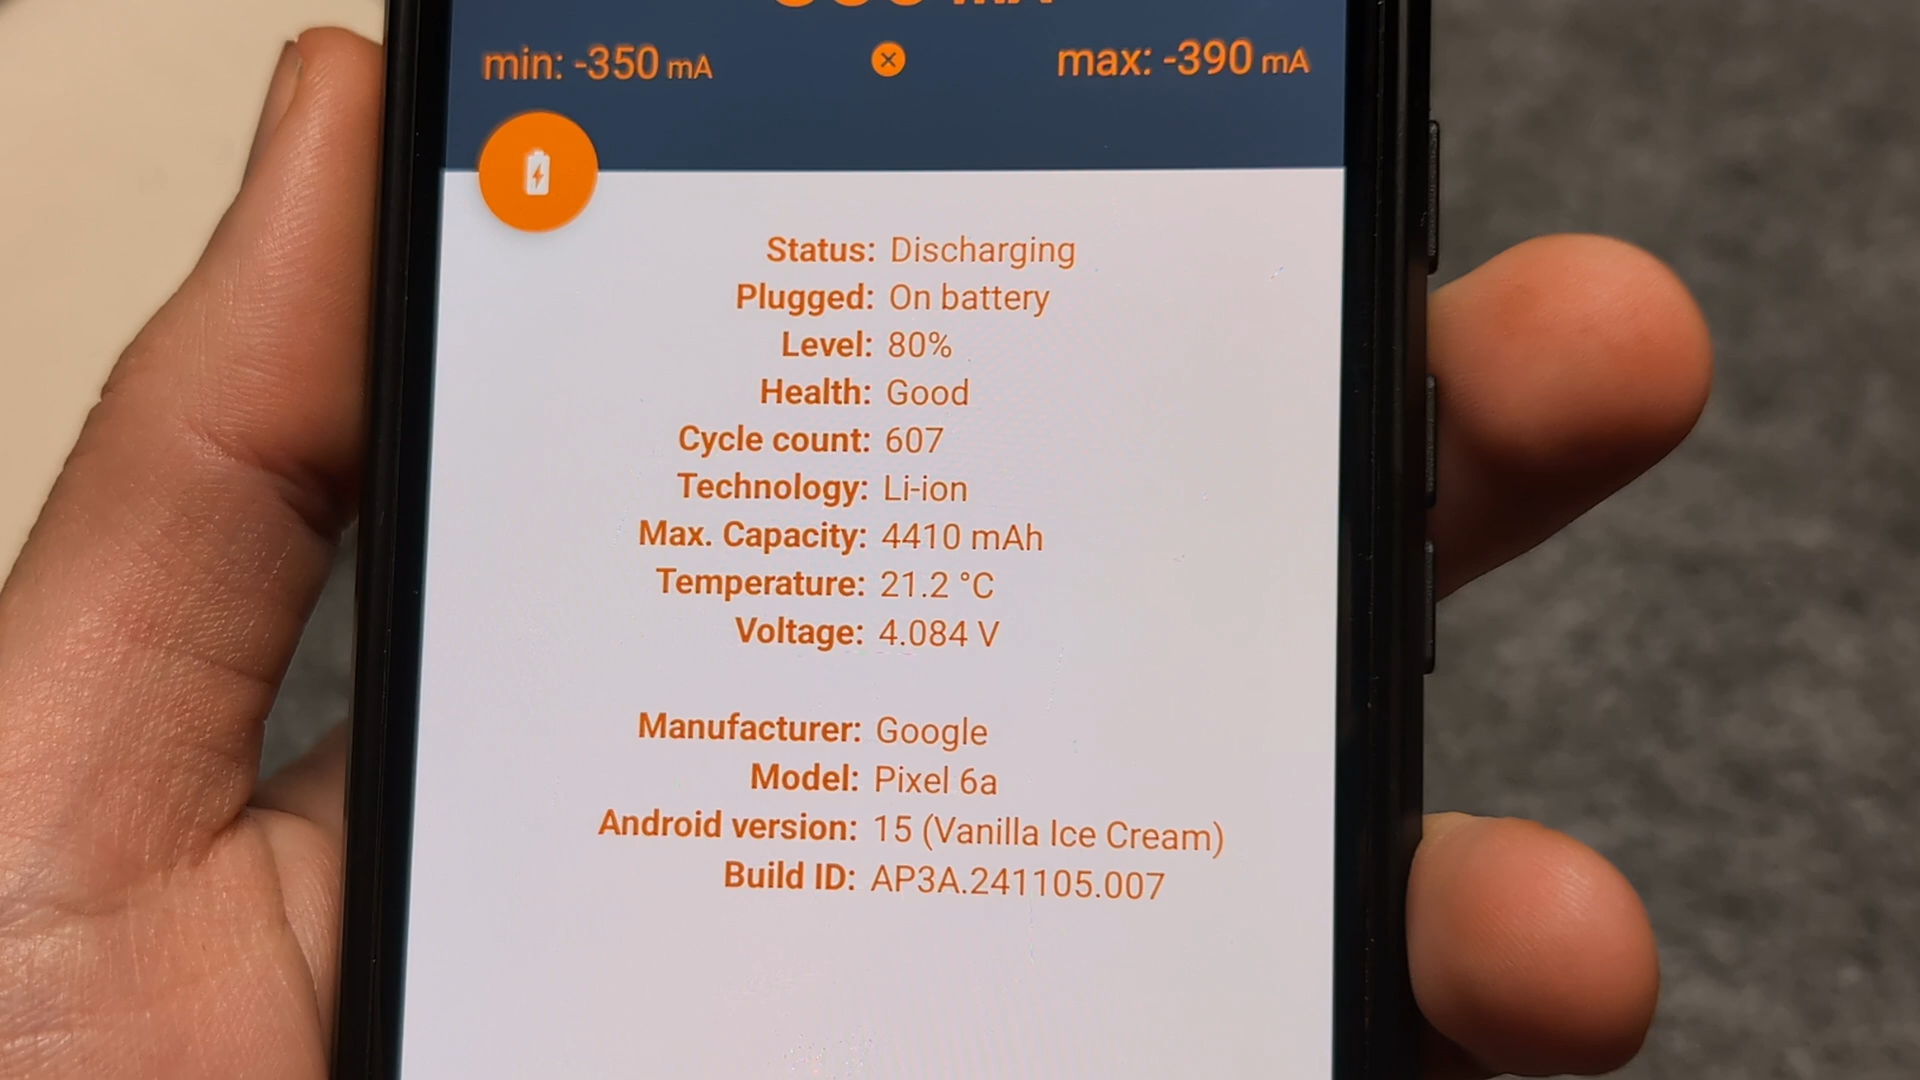 mA
min: -350 mA
max: -390 mA
Status: Discharging
Plugged: On battery
Level: 80%
Health: Good
Cycle count: 607
Technology: Li-ion
Max. Capacity: 4410 mAh
Temperature: 21.2 °C
Voltage: 4.084 V
Manufacturer: Google
Model: Pixel 6a
Android version: 15 (Vanilla Ice Cream)
Build ID: AP3A.241105.007